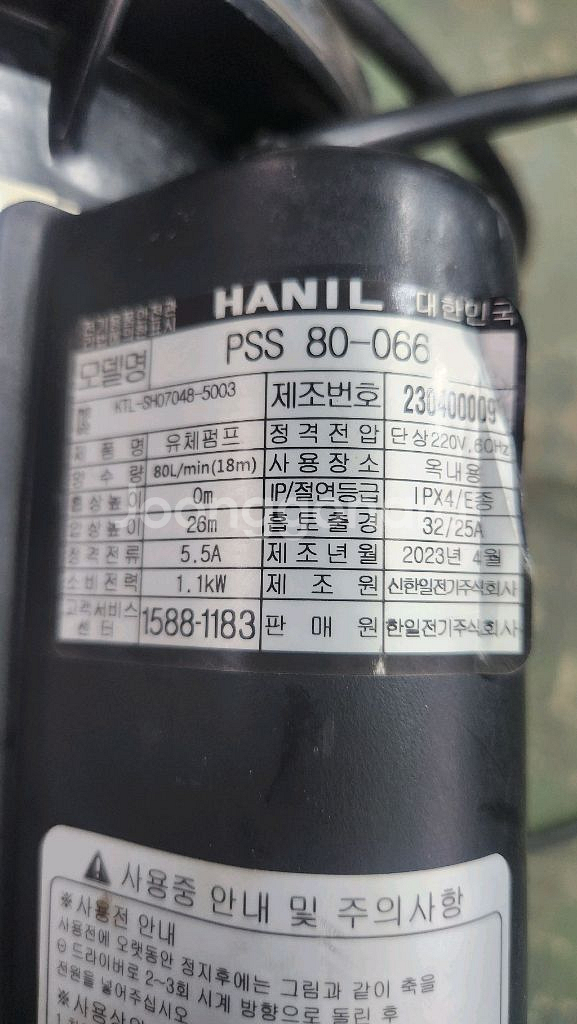 HANIL 대한민국
모델명 PSS 80-066
KTL-SH07048-5003 제조번호 230400009
제품명 유체펌프 정격전압 단상220V, 60Hz
양수량 80L/min(18m) 사용장소 옥내용
흡상높이 0m IP/절연등급 IPX4/E종
압상높이 26m 흡토출경 32/25A
정격전류 5.5A 제조년월 2023년 4월
소비전력 1.1kW 제조원 신한일전기주식회사
고객서비스센터 1588-1183 판매원 한일전기주식회사
사용중 안내 및 주의사항
※사용전 안내
사용전에 오랫동안 정지후에는 그림과 같이 축을
⊖ 드라이버로 2~3회 시계 방향으로 돌린 후
전원을 넣어주십시오